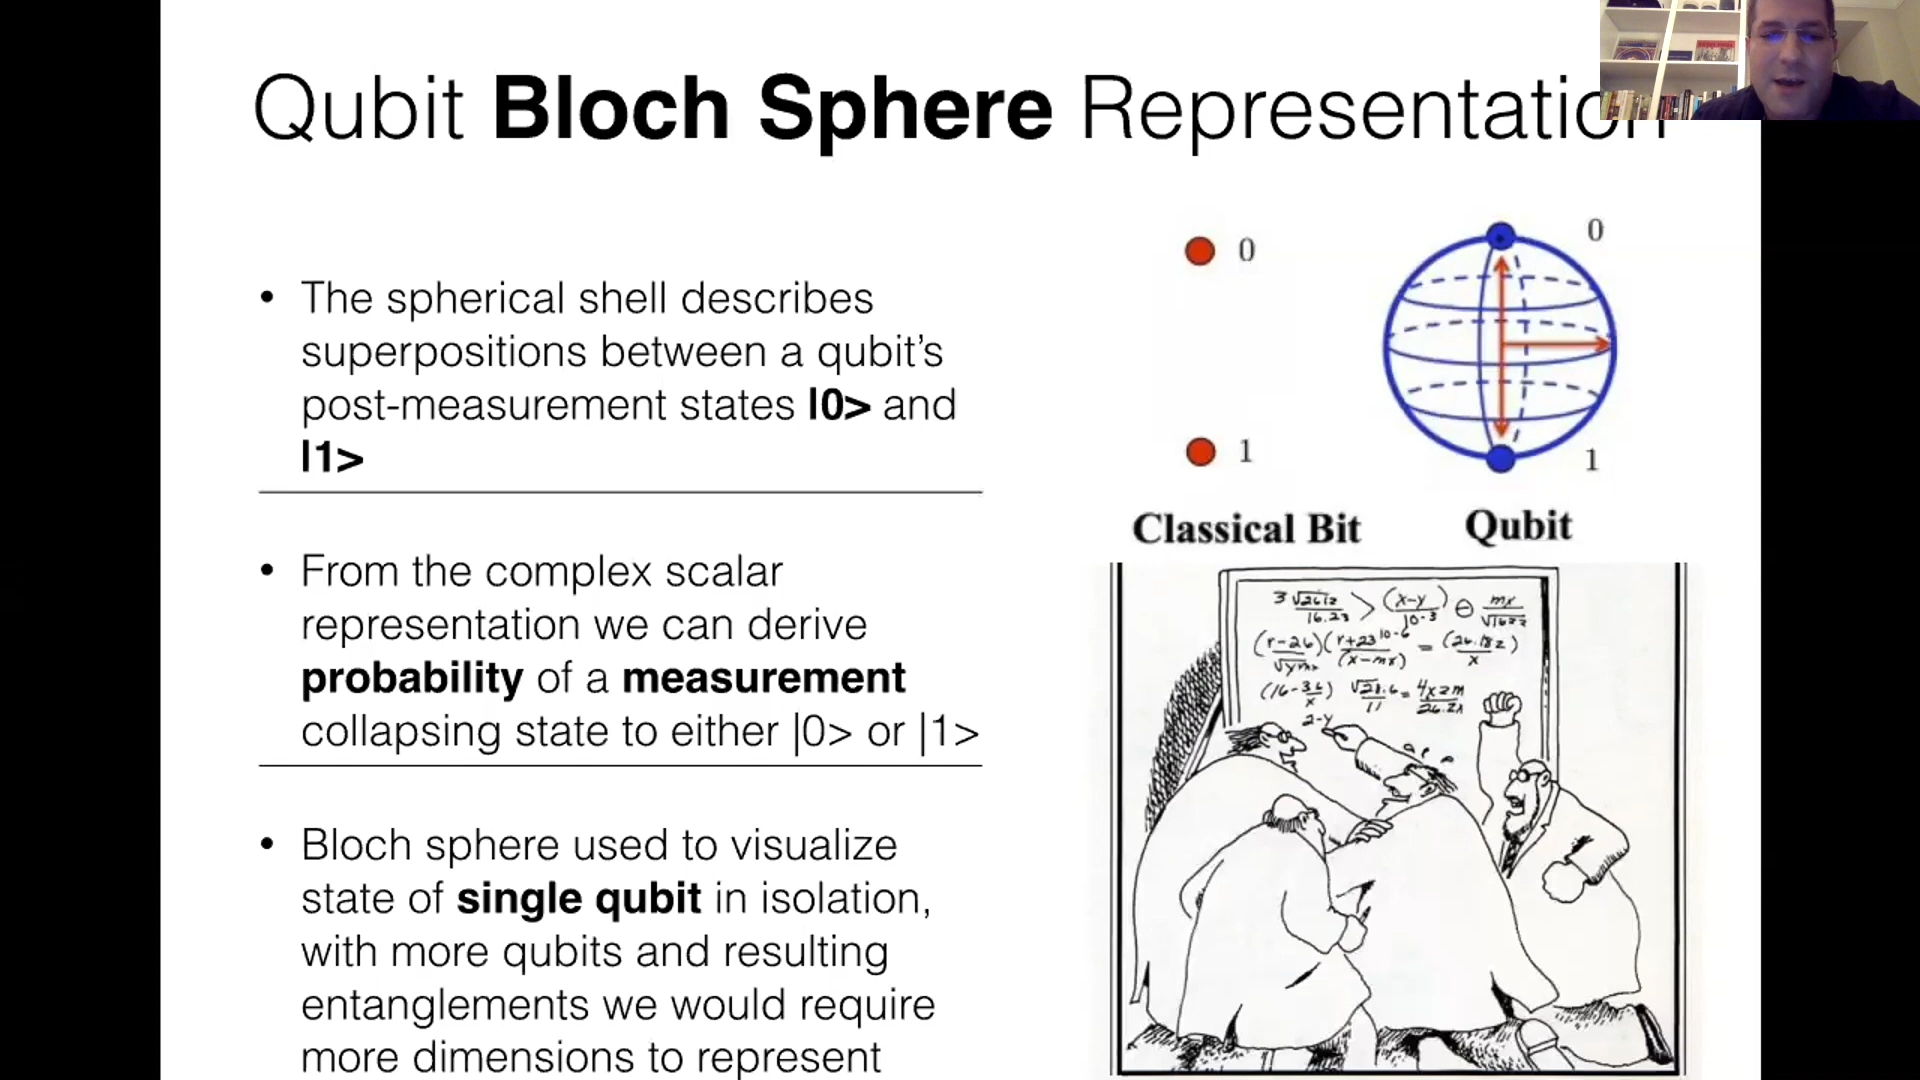 Qubit Bloch Sphere Representation
• The spherical shell describes
superpositions between a qubit’s
post-measurement states |0> and
|1>
• From the complex scalar
representation we can derive
probability of a measurement
collapsing state to either |0> or |1>
• Bloch sphere used to visualize
state of single qubit in isolation,
with more qubits and resulting
entanglements we would require
more dimensions to represent
0
1
Classical Bit
0
1
Qubit